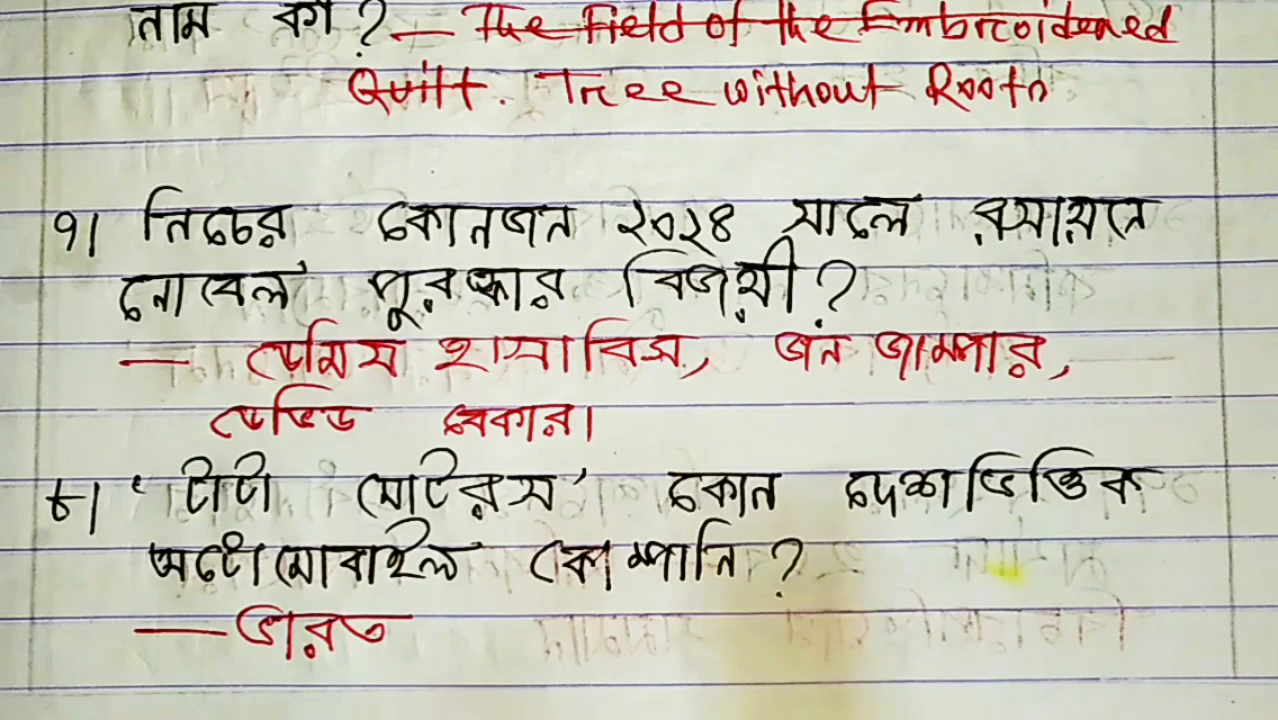 নাম কী? — The Field of the Embrcoidened
Quilt. Tree without Roots
৭। নিচের কোনজন ২০২৪ সালে রসায়নে
নোবেল পুরস্কার বিজয়ী?
— ডেমিস হাসাবিস, জন জাম্পার,
ডেভিড বেকার।
৮। 'টাটা মোটরস' কোন দেশভিত্তিক
অটোমোবাইল কোম্পানি?
— ভারত